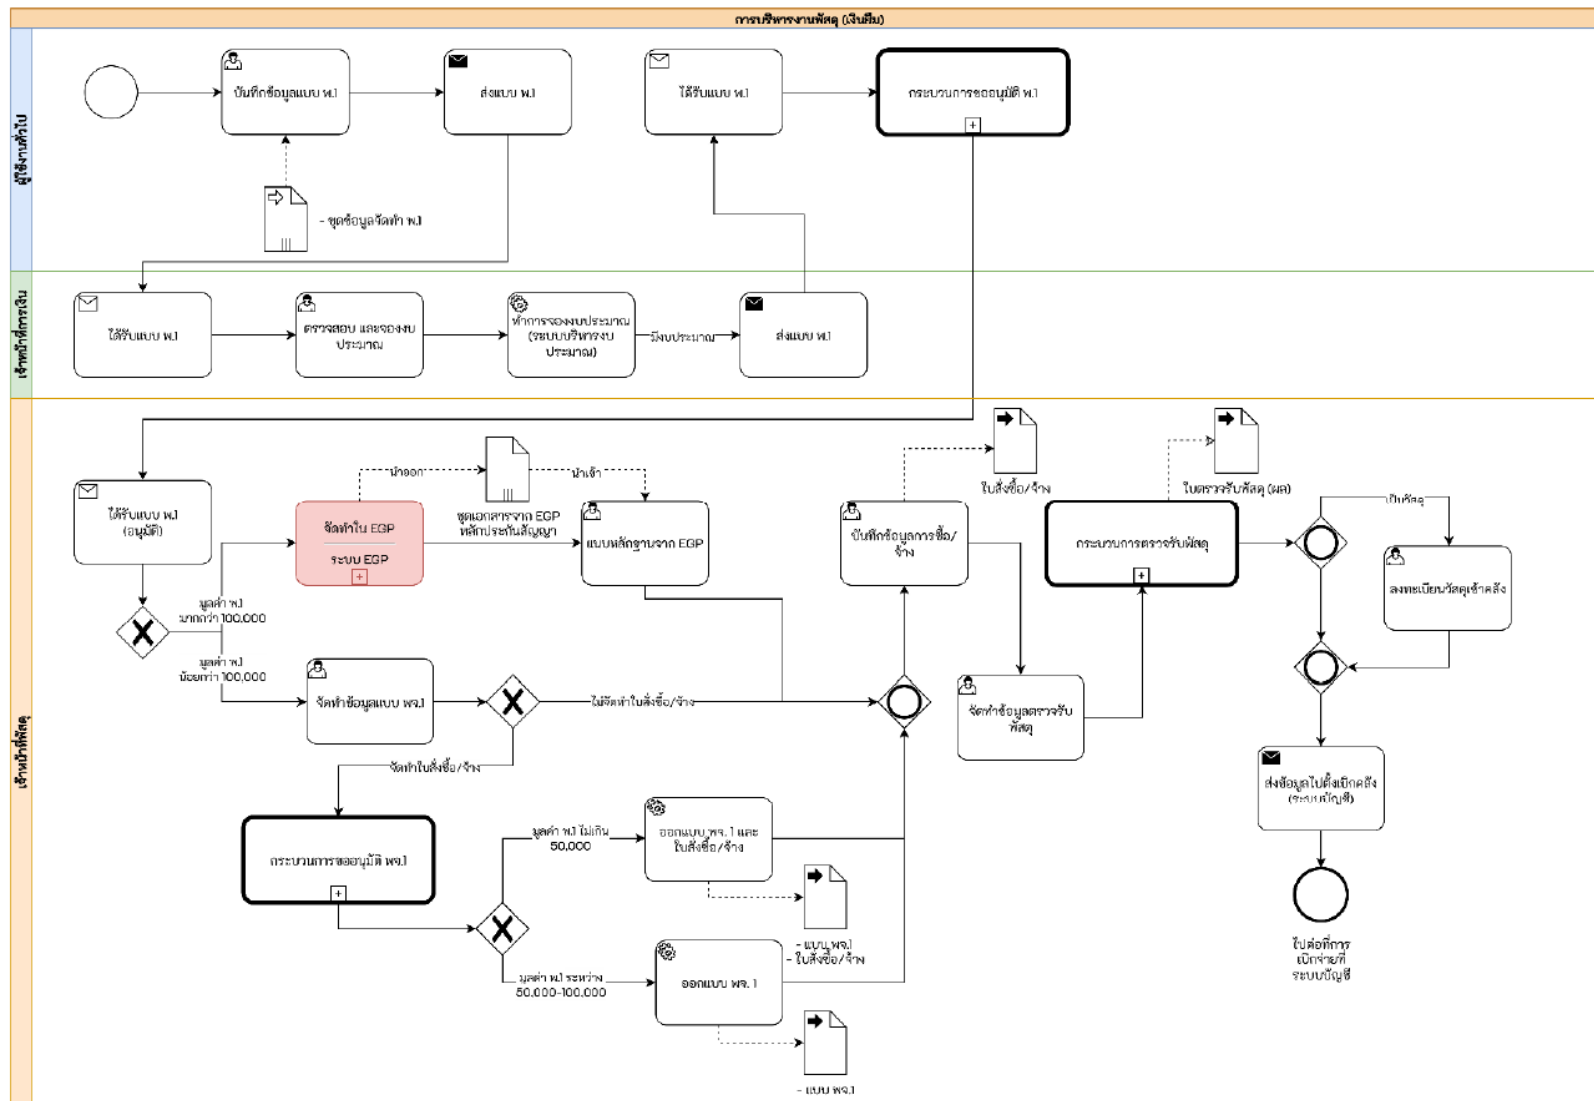 การบริหารงานพัสดุ (เงินยืม)
ผู้ใช้งานทั่วไป
บันทึกข้อมูลแบบ พ.1
ส่งแบบ พ.1
ได้รับแบบ พ.1
กระบวนการขออนุมัติ พ.1
- ชุดข้อมูลจัดทำ พ.1
เจ้าหน้าที่การเงิน
ได้รับแบบ พ.1
ตรวจสอบ และจองงบ
ประมาณ
ทำการจองงบประมาณ
(ระบบบริหารงบ
ประมาณ)
มีงบประมาณ
ส่งแบบ พ.1
เจ้าหน้าที่พัสดุ
ได้รับแบบ พ.1
(อนุมัติ)
มูลค่า พ.1
มากกว่า 100,000
มูลค่า พ.1
น้อยกว่า 100,000
จัดทำใน EGP
ระบบ EGP
นำออก
นำเข้า
ชุดเอกสารจาก EGP
หลักประกันสัญญา
แนบหลักฐานจาก EGP
จัดทำข้อมูลแบบ พจ.1
ไม่จัดทำใบสั่งซื้อ/จ้าง
จัดทำใบสั่งซื้อ/จ้าง
กระบวนการขออนุมัติ พจ.1
มูลค่า พ.1 ไม่เกิน
50,000
ออกแบบ พจ. 1 และ
ใบสั่งซื้อ/จ้าง
- แบบ พจ.1
- ใบสั่งซื้อ/จ้าง
มูลค่า พ.1 ระหว่าง
50,000-100,000
ออกแบบ พจ. 1
- แบบ พจ.1
บันทึกข้อมูลการซื้อ/
จ้าง
ใบสั่งซื้อ/จ้าง
จัดทำข้อมูลตรวจรับ
พัสดุ
กระบวนการตรวจรับพัสดุ
ใบตรวจรับพัสดุ (ผล)
เป็นวัสดุ
ลงทะเบียนวัสดุเข้าคลัง
ส่งข้อมูลไปตั้งเบิกคลัง
(ระบบบัญชี)
ไปต่อที่การ
เบิกจ่ายที่
ระบบบัญชี